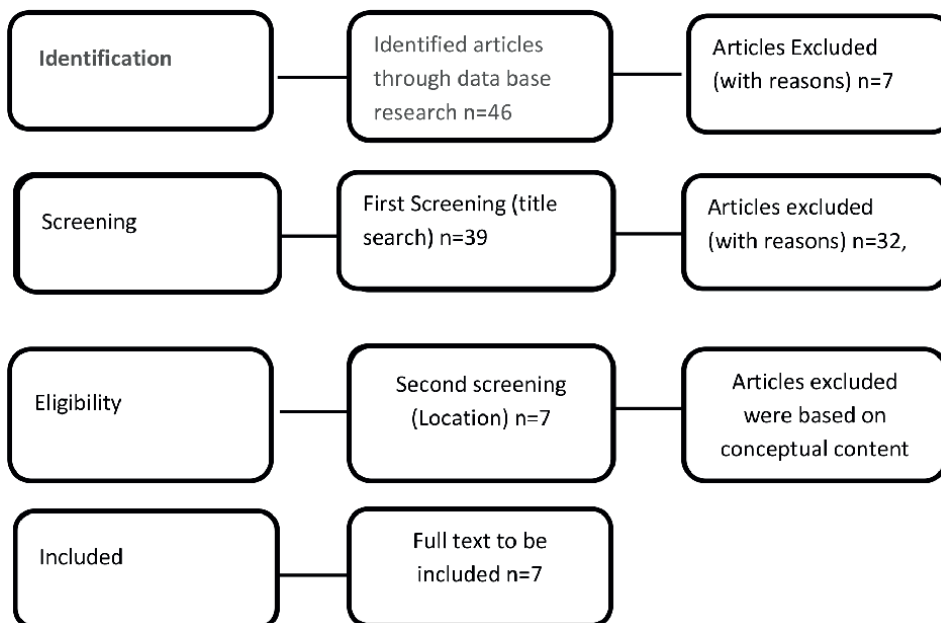 Identification
Identified articles
through data base
research n=46
Articles Excluded
(with reasons) n=7
Screening
First Screening (title
search) n=39
Articles excluded
(with reasons) n=32,
Eligibility
Second screening
(Location) n=7
Articles excluded
were based on
conceptual content
Included
Full text to be
included n=7